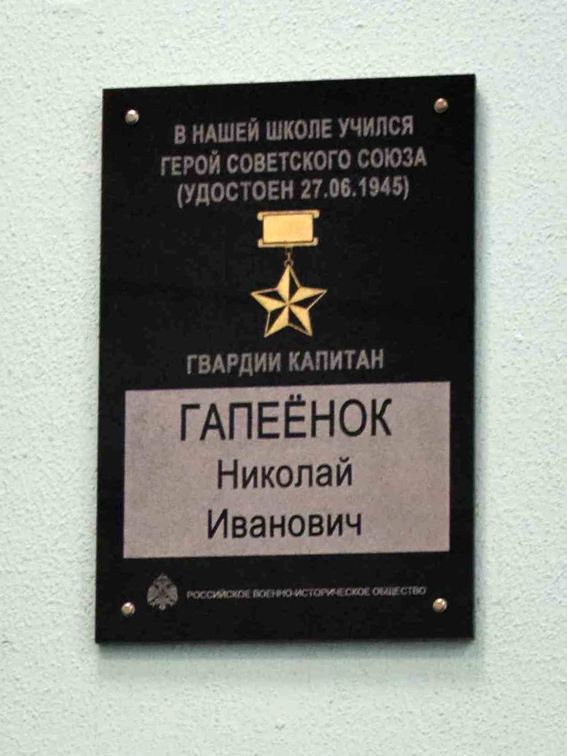 В НАШЕЙ ШКОЛЕ УЧИЛСЯ
ГЕРОЙ СОВЕТСКОГО СОЮЗА
(УДОСТОЕН 27.06.1945)
ГВАРДИИ КАПИТАН
ГАПЕЁНОК
Николай
Иванович
РОССИЙСКОЕ ВОЕННО-ИСТОРИЧЕСКОЕ ОБЩЕСТВО